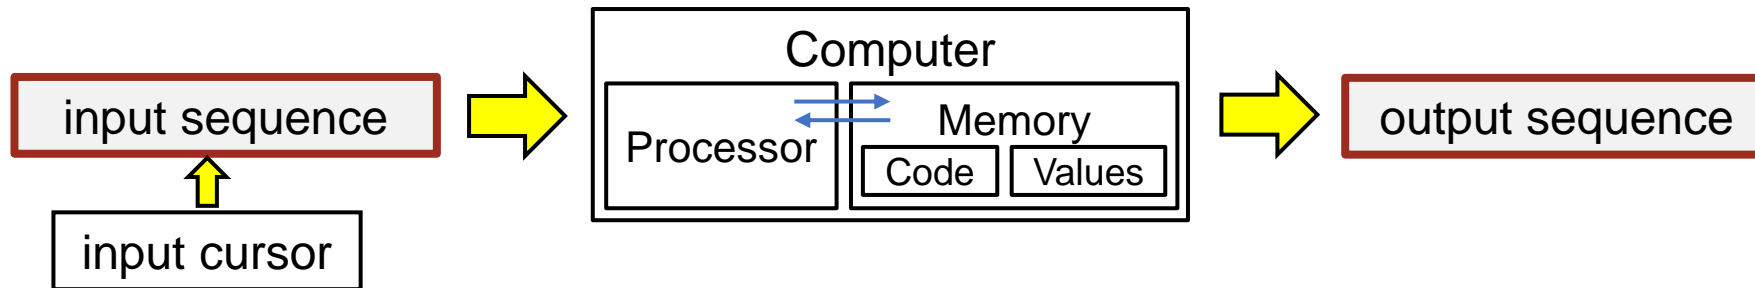 Computer
input sequence
Processor
Memory
Code
Values
output sequence
input cursor